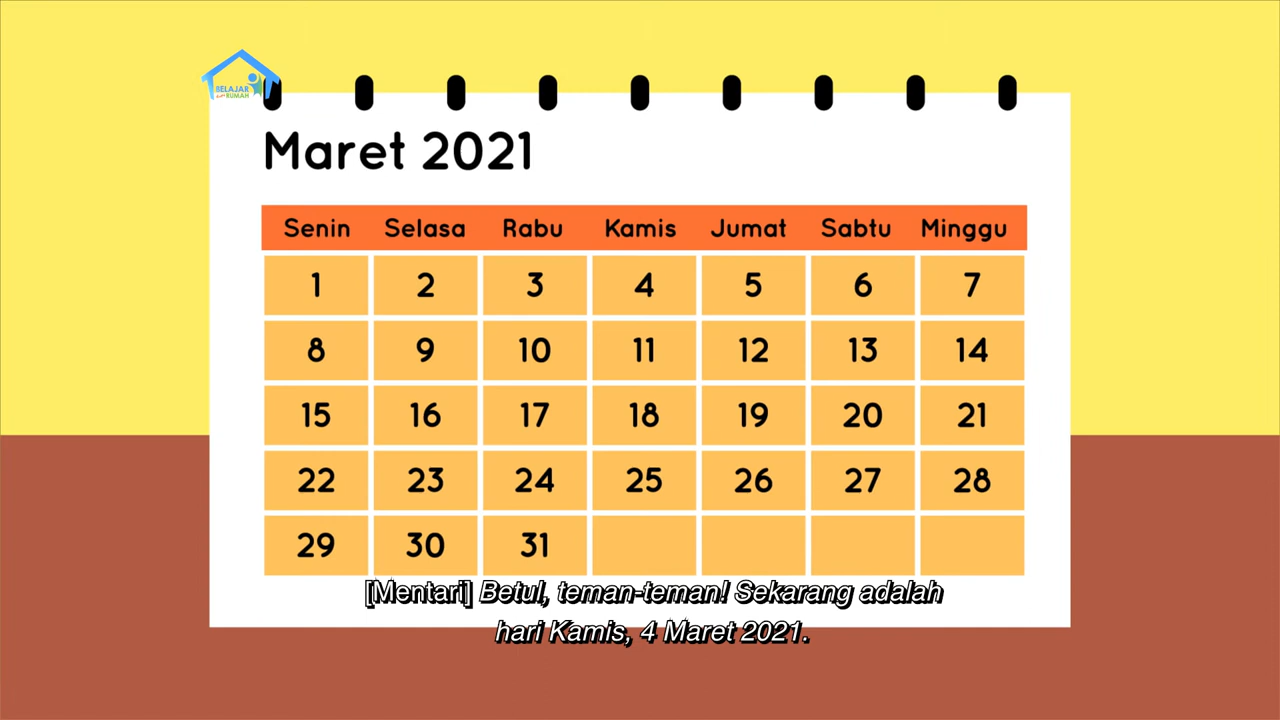 BELAJAR
dari RUMAH
Maret 2021
Senin Selasa Rabu Kamis Jumat Sabtu Minggu
1 2 3 4 5 6 7
8 9 10 11 12 13 14
15 16 17 18 19 20 21
22 23 24 25 26 27 28
29 30 31
[Mentari] Betul, teman-teman! Sekarang adalah
hari Kamis, 4 Maret 2021.